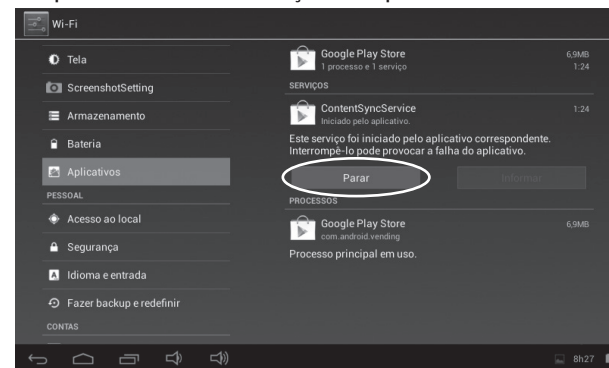 Wi-Fi
Tela
ScreenshotSetting
Armazenamento
Bateria
Aplicativos
PESSOAL
Acesso ao local
Segurança
Idioma e entrada
Fazer backup e redefinir
CONTAS
Google Play Store 6,9MB
1 processo e 1 serviço 1:24
SERVIÇOS
ContentSyncService 1:24
Iniciado pelo aplicativo.
Este serviço foi iniciado pelo aplicativo correspondente.
Interrompê-lo pode provocar a falha do aplicativo.
Parar Informar
PROCESSOS
Google Play Store 6,9MB
com.android.vending
Processo principal em uso.
8h27